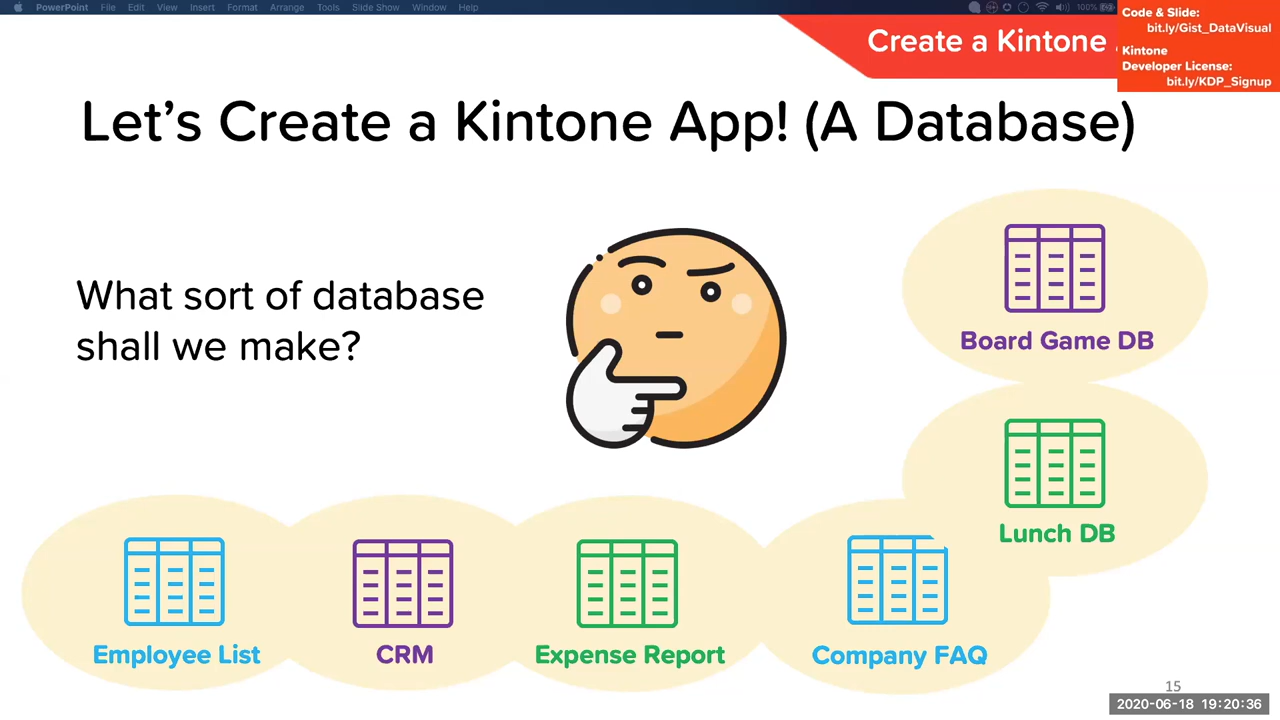 PowerPoint File Edit View Insert Format Arrange Tools Slide Show Window Help
100%
Create a Kintone
Code & Slide:
bit.ly/Gist_DataVisual
Kintone
Developer License:
bit.ly/KDP_Signup
Let's Create a Kintone App! (A Database)
What sort of database
shall we make?
Board Game DB
Lunch DB
Employee List
CRM
Expense Report
Company FAQ
15
2020-06-18 19:20:36